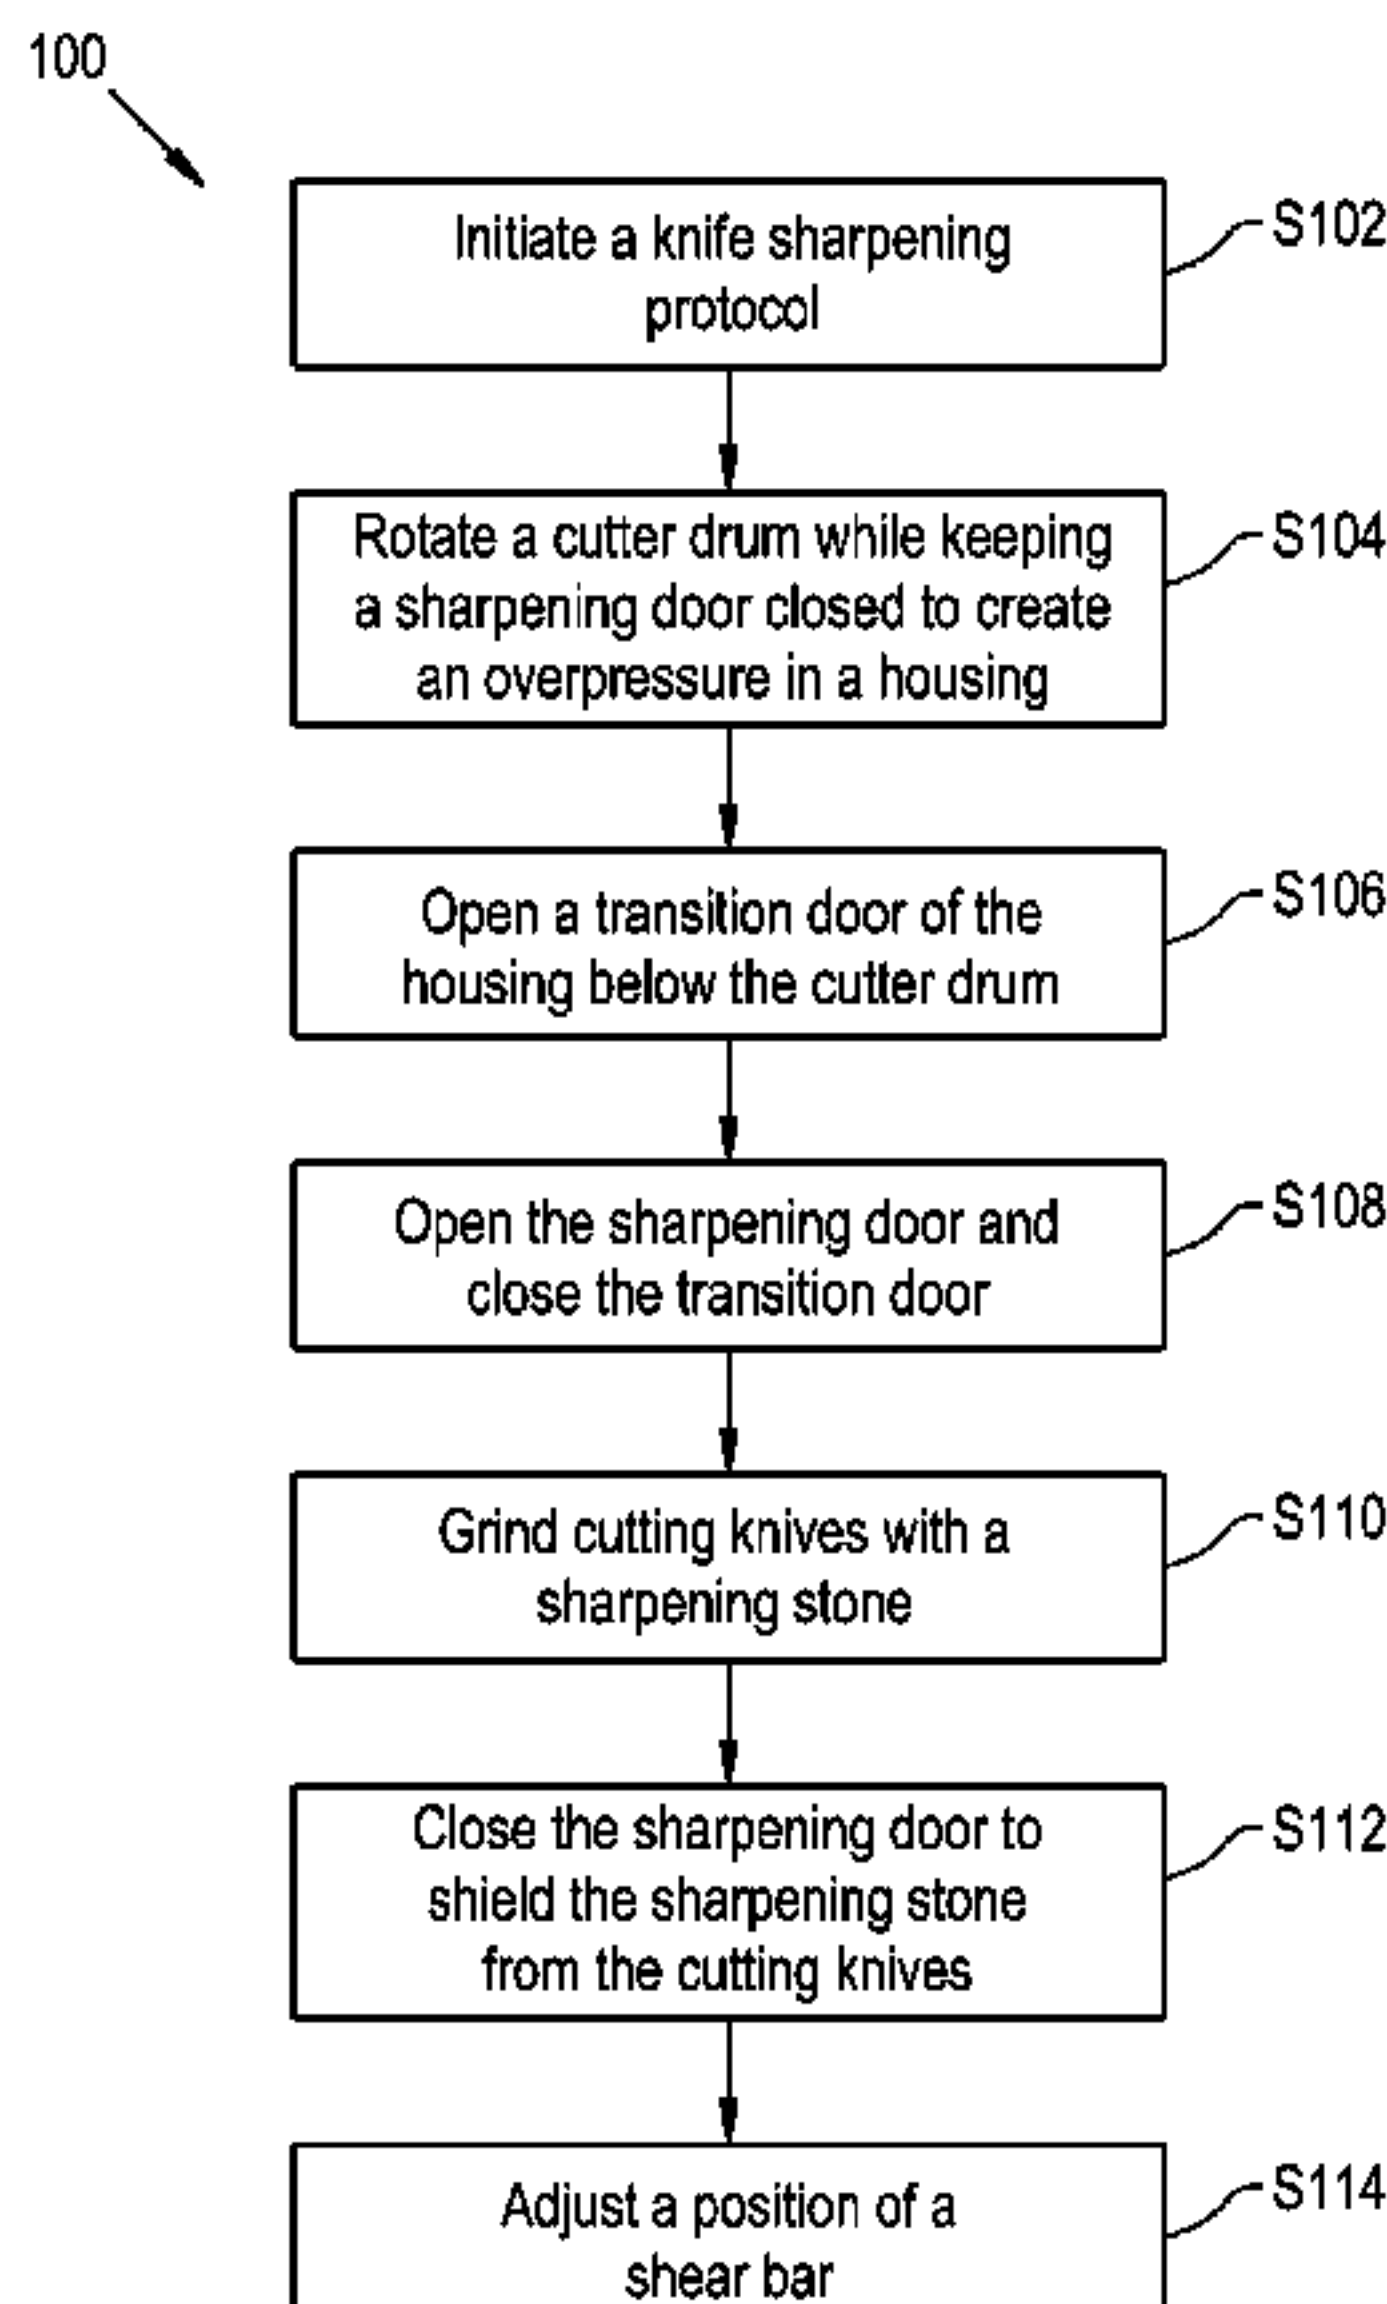 100
Initiate a knife sharpening
protocol
S102
Rotate a cutter drum while keeping
a sharpening door closed to create
an overpressure in a housing
S104
Open a transition door of the
housing below the cutter drum
S106
Open the sharpening door and
close the transition door
S108
Grind cutting knives with a
sharpening stone
S110
Close the sharpening door to
shield the sharpening stone
from the cutting knives
S112
Adjust a position of a
shear bar
S114